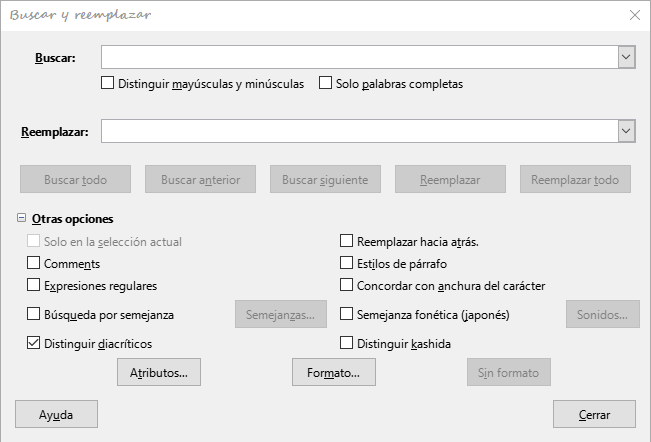 Buscar y reemplazar
Buscar:
Distinguir mayúsculas y minúsculas Solo palabras completas
Reemplazar:
Buscar todo Buscar anterior Buscar siguiente Reemplazar Reemplazar todo
Otras opciones
Solo en la selección actual Reemplazar hacia atrás.
Comments Estilos de párrafo
Expresiones regulares Concordar con anchura del carácter
Búsqueda por semejanza Semejanzas... Semejanza fonética (japonés) Sonidos...
Distinguir diacríticos Distinguir kashida
Atributos... Formato... Sin formato
Ayuda Cerrar